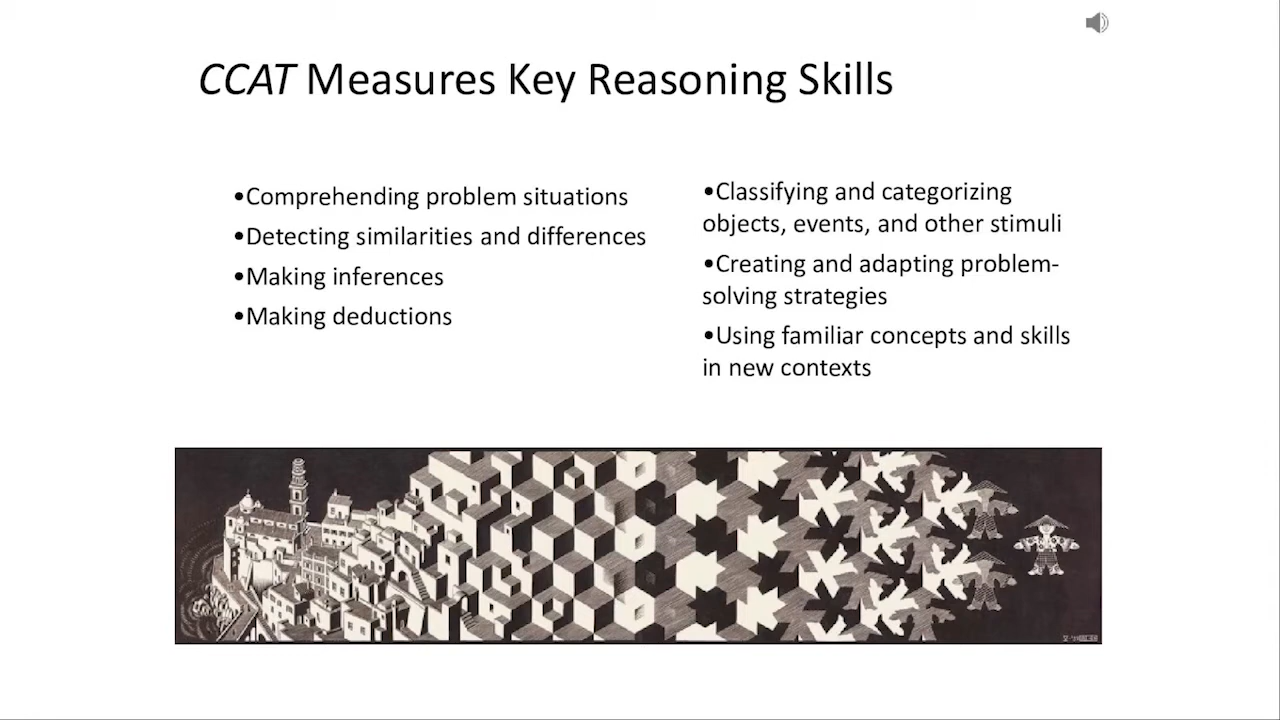 CCAT Measures Key Reasoning Skills
•Comprehending problem situations
•Detecting similarities and differences
•Making inferences
•Making deductions
•Classifying and categorizing
objects, events, and other stimuli
•Creating and adapting problem-
solving strategies
•Using familiar concepts and skills
in new contexts